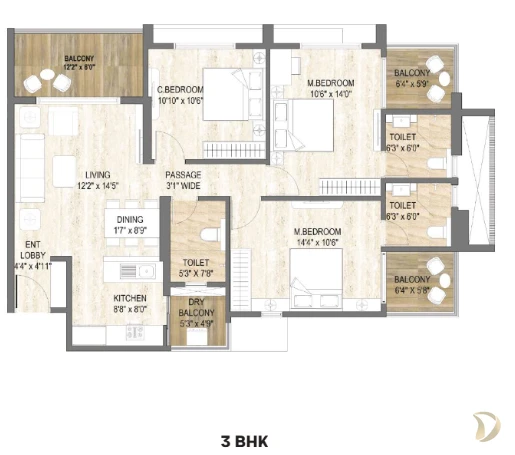 BALCONY
12'2" x 8'0"
C.BEDROOM
10'10" x 10'6"
M.BEDROOM
10'6" x 14'0"
BALCONY
6'4" x 5'9"
TOILET
6'3" x 6'0"
LIVING
12'2" x 14'5"
PASSAGE
3'1" WIDE
TOILET
6'3" x 6'0"
DINING
1'7" x 8'9"
M.BEDROOM
14'4" x 10'6"
ENT
LOBBY
4'4" x 4'11"
TOILET
5'3" X 7'8"
BALCONY
6'4" X 5'8"
KITCHEN
8'8" x 8'0"
DRY
BALCONY
5'3" x 4'9"
3 BHK